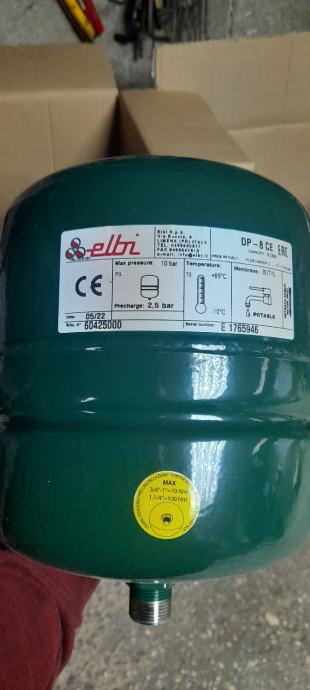 elbi
Elbi S.p.A.
LIMENA (PD) ITALY
DP-8 CE EAC
MADE IN ITALY
CE
Max pressure: 10 bar
PS
Precharge: 2,5 bar
Temperature:
TS
+99°C
-10°C
Membrane: BUTYL
POTABLE
Date 05/22
60425000
Serial number: E 1765946
MAX
3/4"-1"=70 Nm
1-1/4"=100 Nm